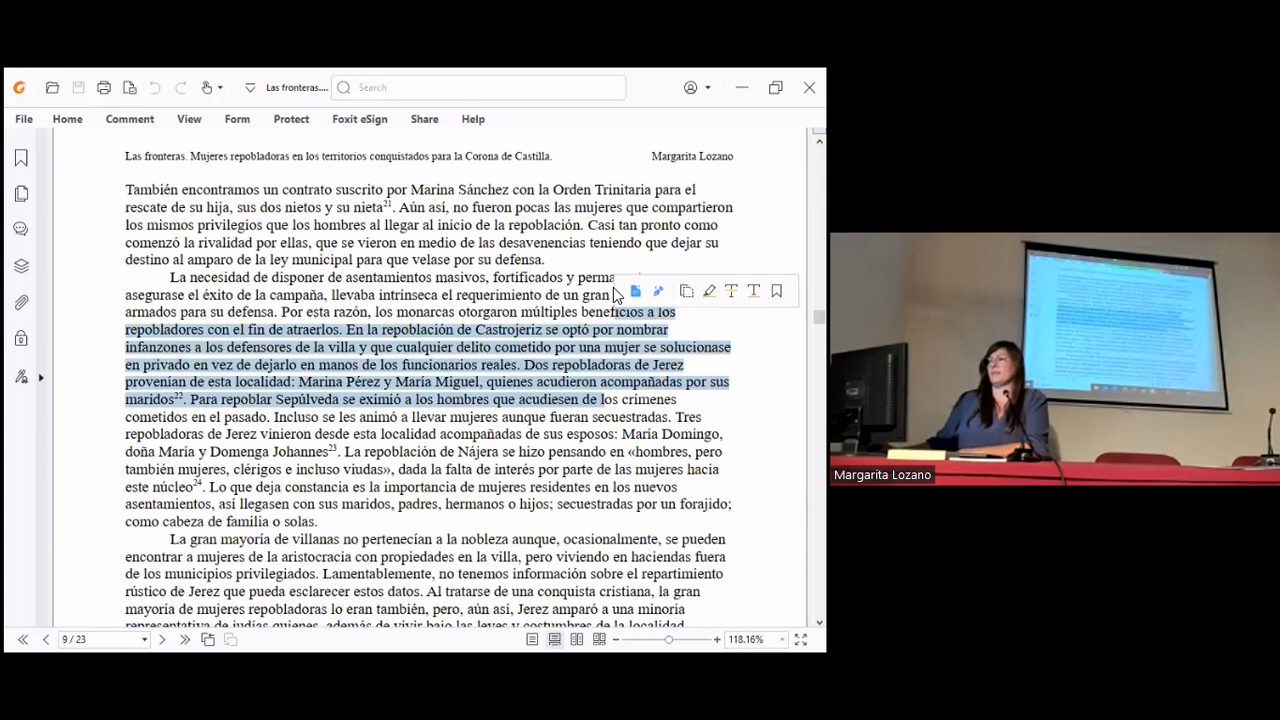 Las fronteras....
Search
File Home Comment View Form Protect Foxit eSign Share Help
Las fronteras. Mujeres repobladoras en los territorios conquistados para la Corona de Castilla. Margarita Lozano
También encontramos un contrato suscrito por Marina Sánchez con la Orden Trinitaria para el
rescate de su hija, sus dos nietos y su nieta21. Aún así, no fueron pocas las mujeres que compartieron
los mismos privilegios que los hombres al llegar al inicio de la repoblación. Casi tan pronto como
comenzó la rivalidad por ellas, que se vieron en medio de las desavenencias teniendo que dejar su
destino al amparo de la ley municipal para que velase por su defensa.
La necesidad de disponer de asentamientos masivos, fortificados y perma
asegurase el éxito de la campaña, llevaba intrinseca el requerimiento de un gran
armados para su defensa. Por esta razón, los monarcas otorgaron múltiples beneficios a los
repobladores con el fin de atraerlos. En la repoblación de Castrojeriz se optó por nombrar
infanzones a los defensores de la villa y que cualquier delito cometido por una mujer se solucionase
en privado en vez de dejarlo en manos de los funcionarios reales. Dos repobladoras de Jerez
provenían de esta localidad: Marina Pérez y María Miguel, quienes acudieron acompañadas por sus
maridos22. Para repoblar Sepúlveda se eximió a los hombres que acudiesen de los crímenes
cometidos en el pasado. Incluso se les animó a llevar mujeres aunque fueran secuestradas. Tres
repobladoras de Jerez vinieron desde esta localidad acompañadas de sus esposos: María Domingo,
doña María y Domenga Johannes23. La repoblación de Nájera se hizo pensando en «hombres, pero
también mujeres, clérigos e incluso viudas», dada la falta de interés por parte de las mujeres hacia
este núcleo24. Lo que deja constancia es la importancia de mujeres residentes en los nuevos
asentamientos, así llegasen con sus maridos, padres, hermanos o hijos; secuestradas por un forajido;
como cabeza de familia o solas.
La gran mayoría de villanas no pertenecían a la nobleza aunque, ocasionalmente, se pueden
encontrar a mujeres de la aristocracia con propiedades en la villa, pero viviendo en haciendas fuera
de los municipios privilegiados. Lamentablemente, no tenemos información sobre el repartimiento
rústico de Jerez que pueda esclarecer estos datos. Al tratarse de una conquista cristiana, la gran
mayoría de mujeres repobladoras lo eran también, pero, aún así, Jerez amparó a una minoría
representativa de judías quienes, además de vivir bajo las leyes y costumbres de la localidad,
9 / 23
118.16%
Margarita Lozano